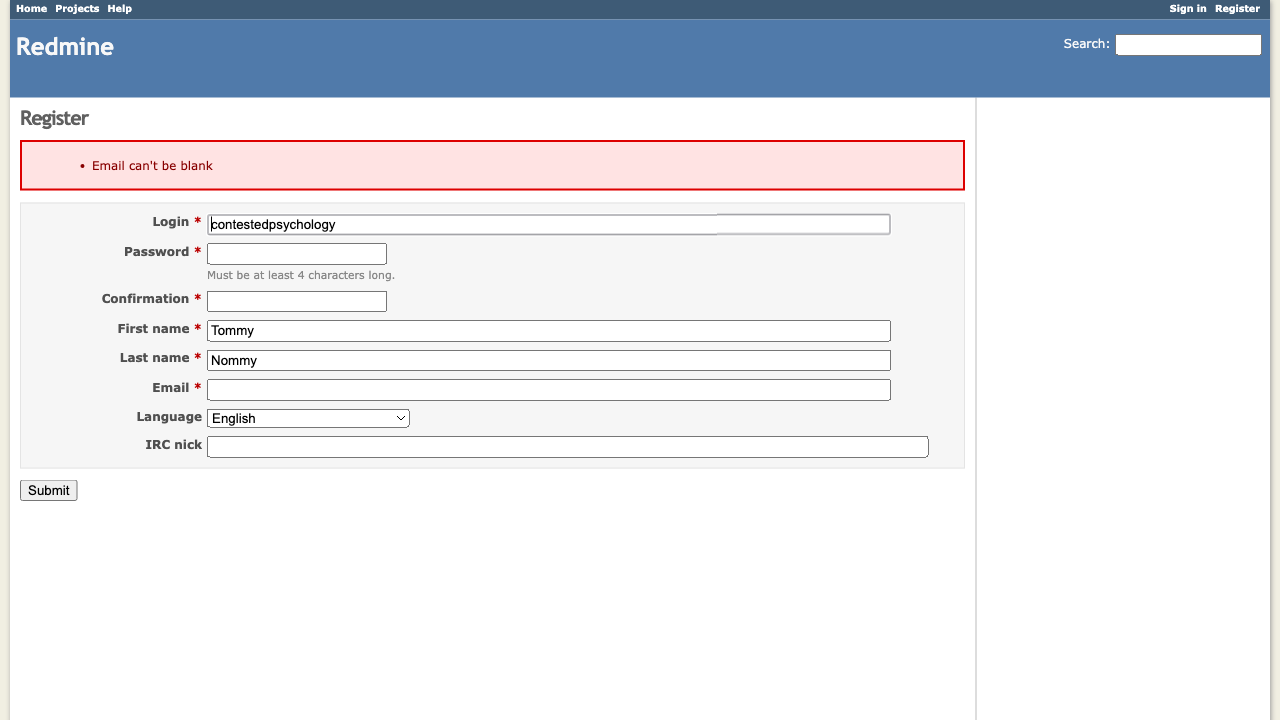 Home Projects Help Sign in Register
Redmine Search:
Register
• Email can't be blank
Login * contestedpsychology
Password *
Must be at least 4 characters long.
Confirmation *
First name * Tommy
Last name * Nommy
Email *
Language English
IRC nick
Submit